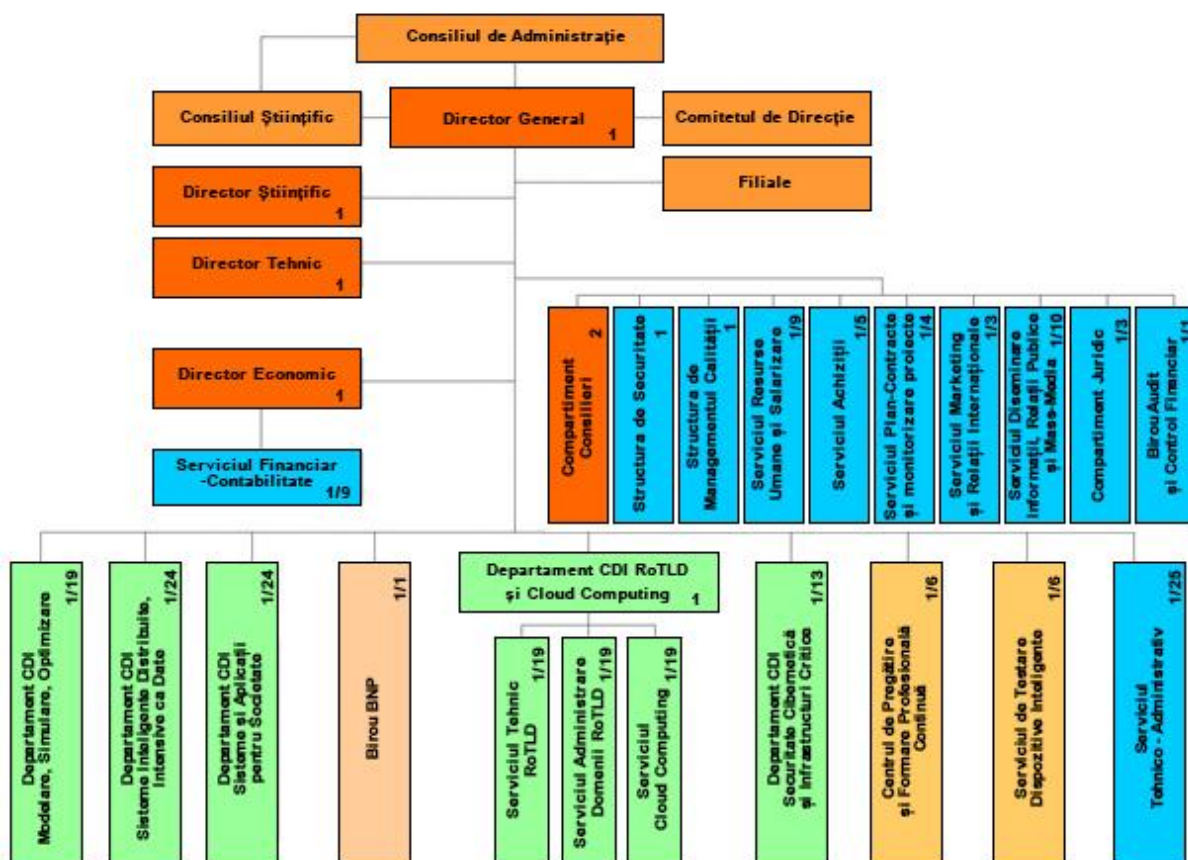 Consiliul de Administrație
Consiliul Științific
Director General
1
Comitetul de Direcție
Director Științific
1
Filiale
Director Tehnic
1
Director Economic
1
Serviciul Financiar
-Contabilitate
1/9
Compartiment
Consilieri
2
Structura de Securitate
1
Structura de
Managementul Calității
1
Serviciul Resurse
Umane și Salarizare
1/9
Serviciul Achiziții
1/5
Serviciul Plan-Contracte
și monitorizare proiecte
1/4
Serviciul Marketing
și Relații Internaționale
1/3
Serviciul Diseminare
Informații, Relații Publice
și Mass-Media
1/10
Compartiment Juridic
1/3
Birou Audit
și Control Financiar
1/1
Departament CDI
Modelare, Simulare, Optimizare
1/19
Departament CDI
Sisteme Inteligente Distribuite,
Intensive ca Date
1/24
Departament CDI
Sisteme și Aplicații
pentru Societate
1/24
Birou BNP
1/1
Departament CDI RoTLD
și Cloud Computing
1
Serviciul Tehnic
RoTLD
1/19
Serviciul Administrare
Domenii RoTLD
1/19
Serviciul
Cloud Computing
1/19
Departament CDI
Securitate Cibernetică
și Infrastructuri Critice
1/13
Centrul de Pregătire
și Formare Profesională
Continuă
1/6
Serviciul de Testare
Dispozitive Inteligente
1/6
Serviciul
Tehnico - Administrativ
1/25